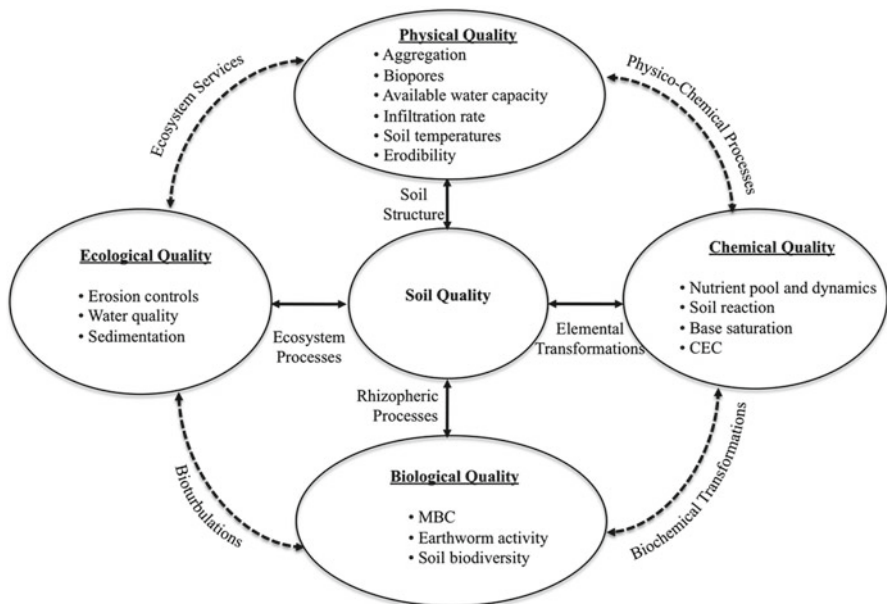 Physical Quality
• Aggregation
• Biopores
• Available water capacity
• Infiltration rate
• Soil temperatures
• Erodibility
Ecosystem Services
Physico-Chemical Processes
Soil
Structure
Ecological Quality
• Erosion controls
• Water quality
• Sedimentation
Soil Quality
Chemical Quality
• Nutrient pool and dynamics
• Soil reaction
• Base saturation
• CEC
Ecosystem
Processes
Elemental
Transformations
Rhizopheric
Processes
Biological Quality
• MBC
• Earthworm activity
• Soil biodiversity
Bioturbulations
Biochemical Transformations